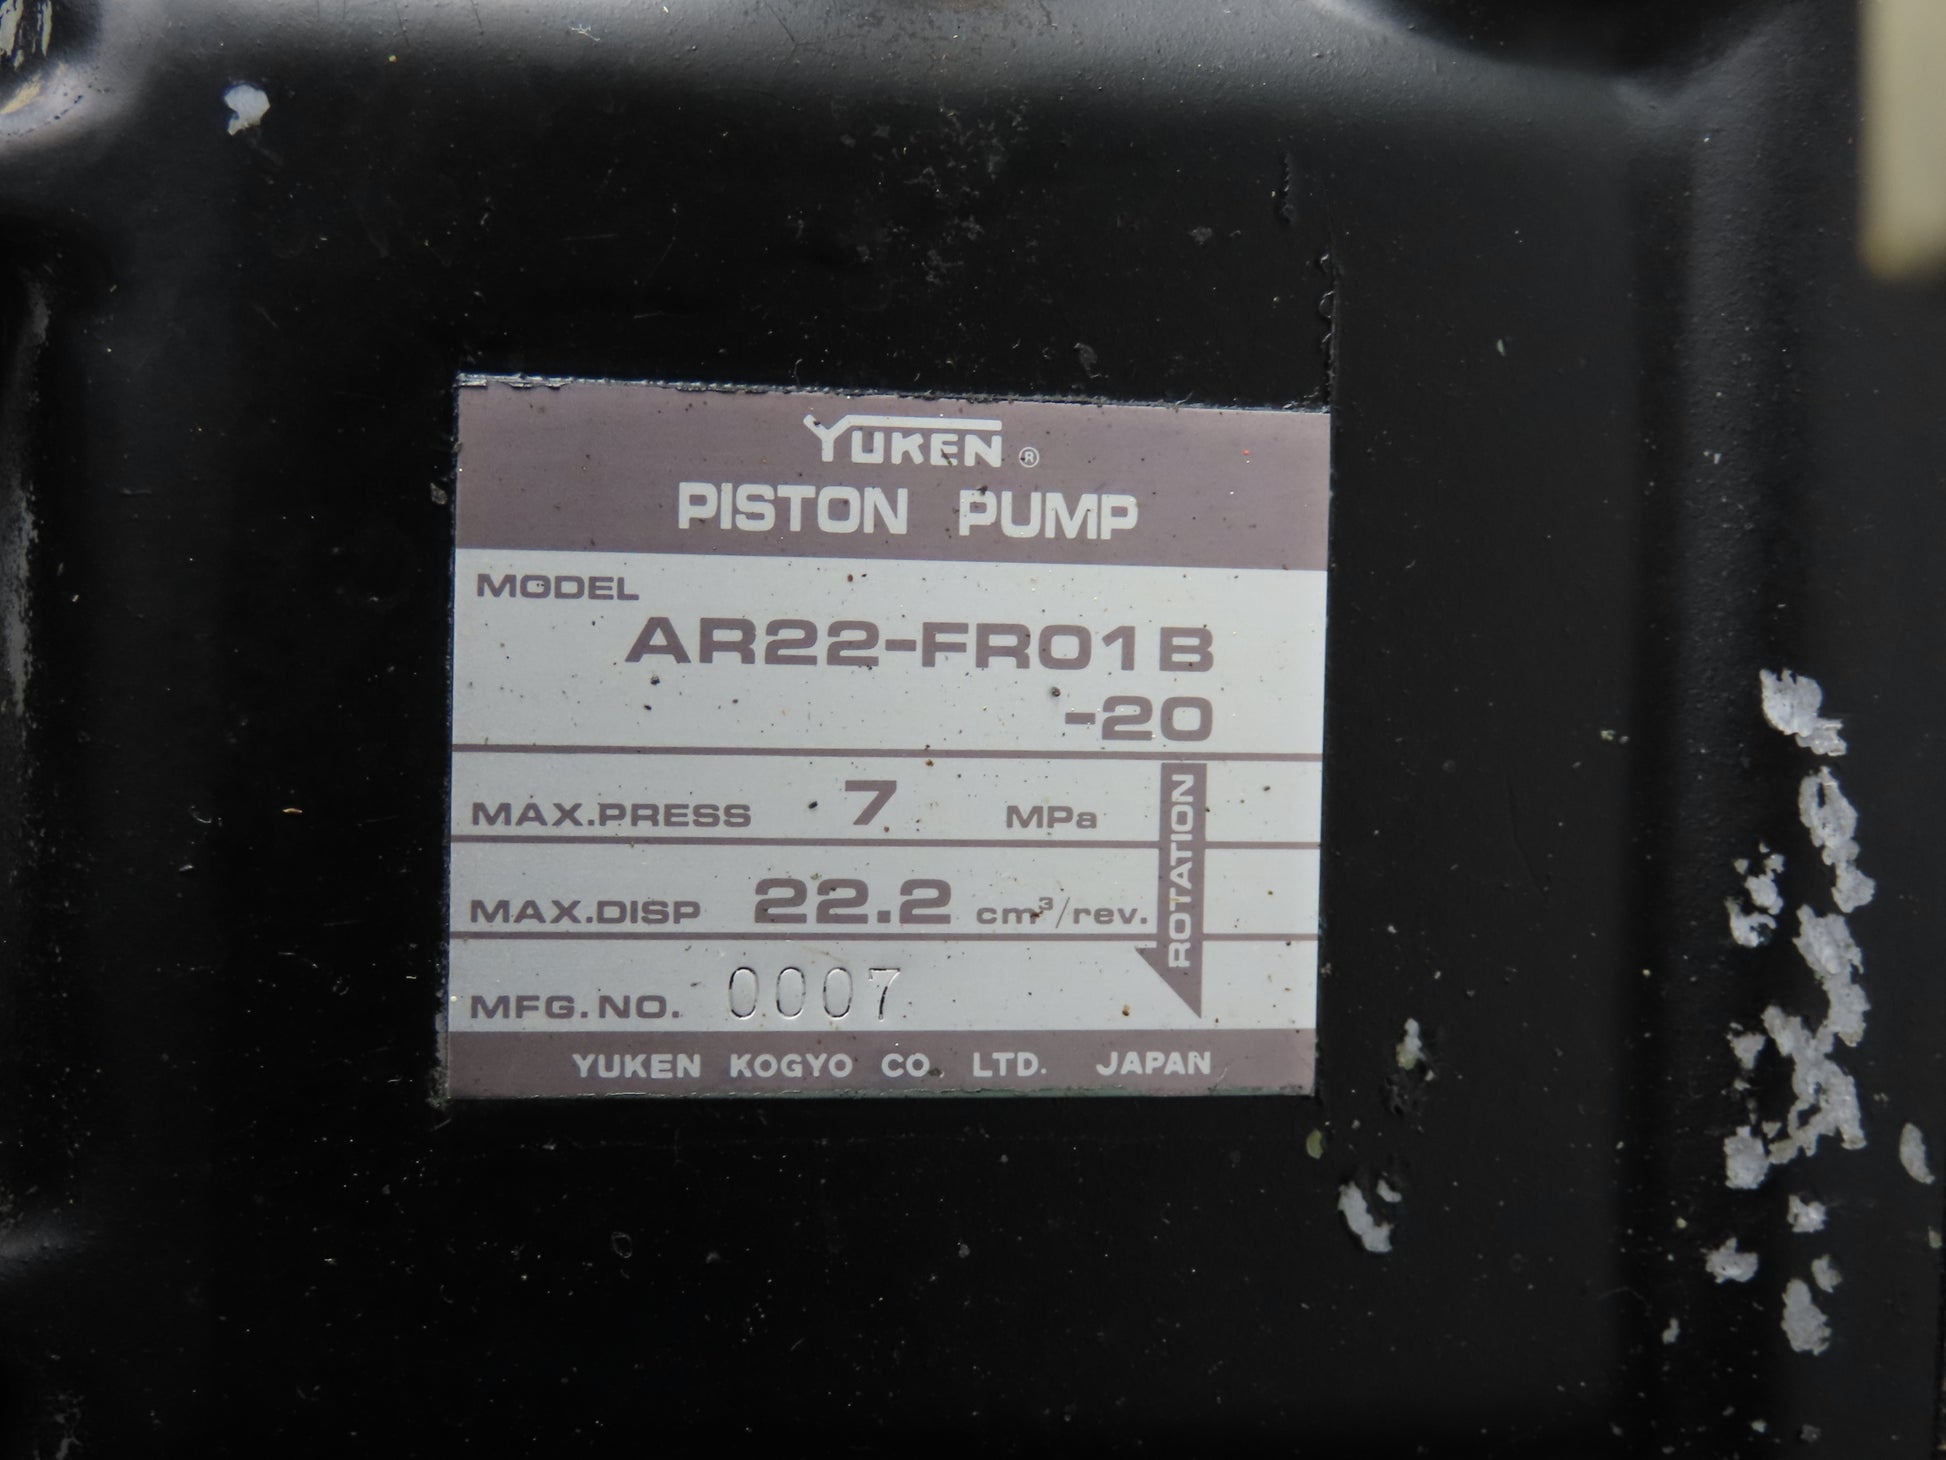 YUKEN ®
PISTON PUMP
MODEL
AR22-FR01B
-20
MAX.PRESS 7 MPa
MAX.DISP 22.2 cm³/rev.
ROTATION
MFG.NO. 0007
YUKEN KOGYO CO. LTD. JAPAN